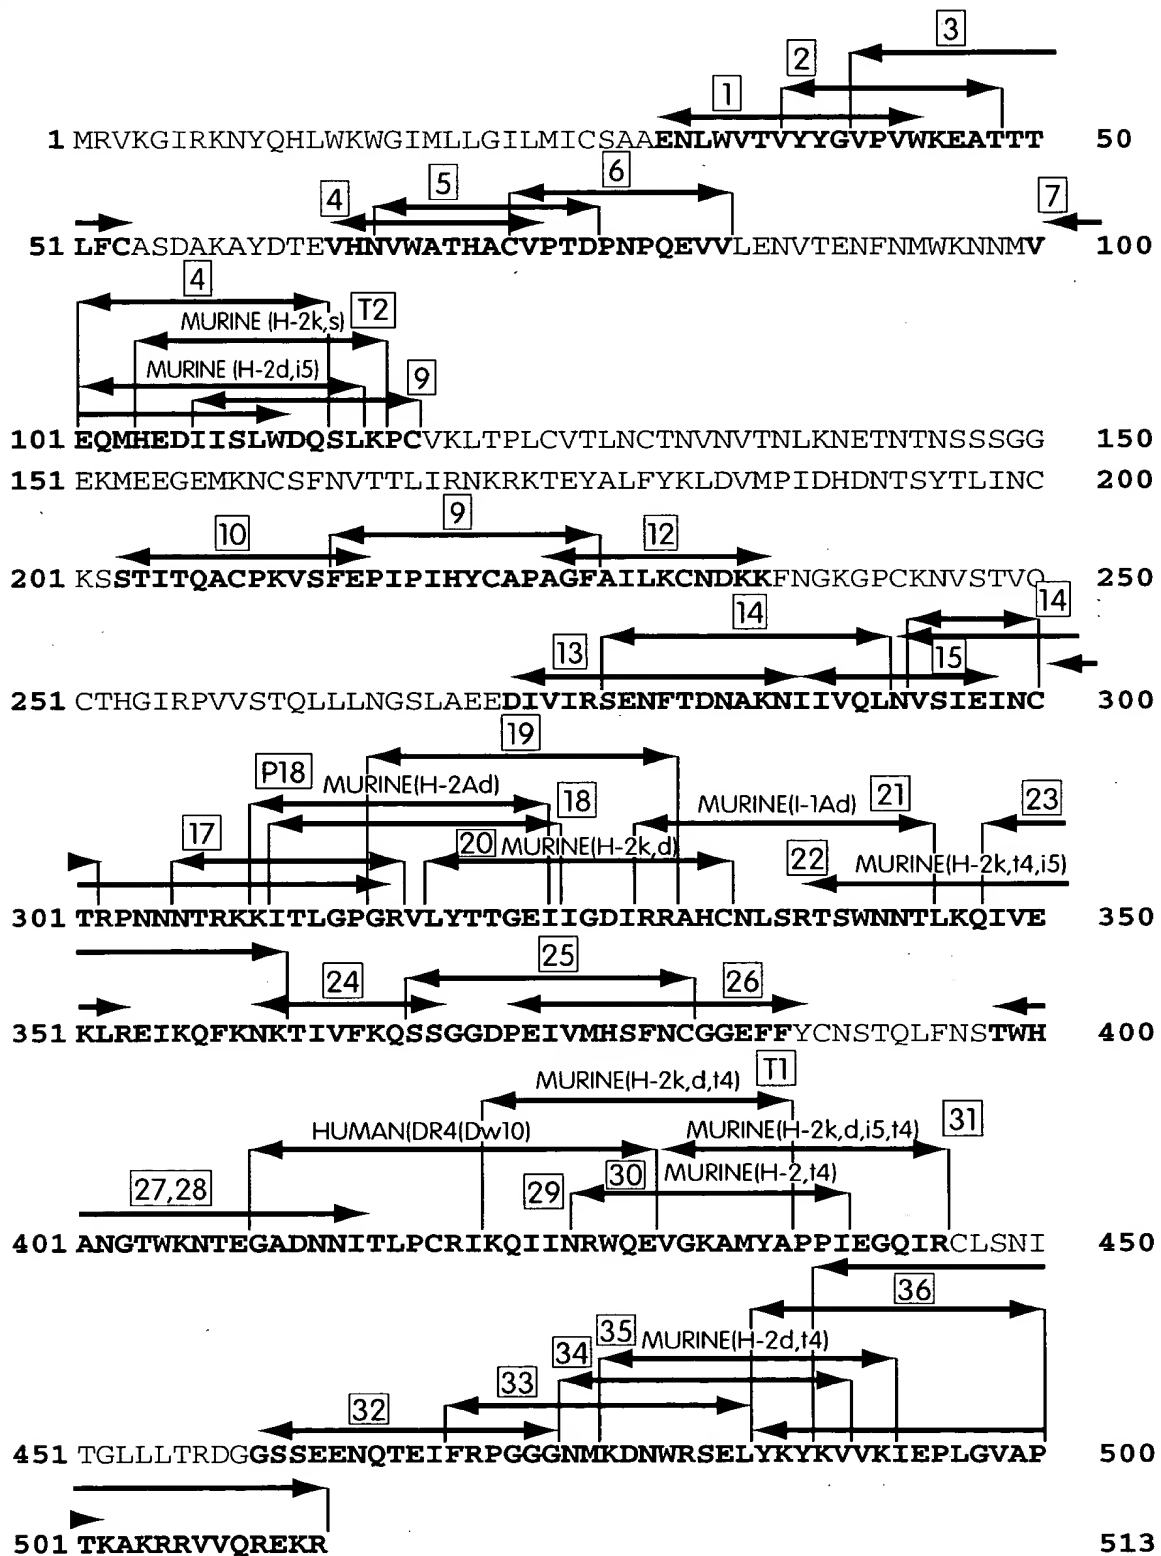 3
2
1
1 MRVKGIRKNYQHLWKWGIMLLGILMICSAAENLWVTVYYGVPVWKEATTT 50
6
5
4
7
51 LFCASDAKAYDTEVHNVWATHACVPTDPNPQEVVLENVTENFNMWKNNMV 100
4
MURINE (H-2k,s) T2
MURINE (H-2d,i5) 9
101 EQMHEDIISLWDQSLKPCVKLTPLCVTLNCTNVNVTNLKNETNTNSSSGG 150
151 EKMEEGEMKNCSFNVTTLIRNKRKTEYALFYKLDVMPIDHDNTSYTLINC 200
10 9 12
201 KSSTITQACPKVSFEPIPIHYCAPAGFAILKCNDKKFNGKGPCKNVSTVQ 250
14 14
13 15
251 CTHGIRPVVSTQLLLNGSLAEEDIVIRSENFTDNAKNIIVQLNVSIEINC 300
19
P18 MURINE(H-2Ad) 18 MURINE(I-1Ad) 21 23
17 20 MURINE(H-2k,d) 22 MURINE(H-2k,t4,i5)
301 TRPNNNTRKKITLGPGRVLYTTGEIIGDIRRAHCNLSRTSWNNTLKQIVE 350
25
24 26
351 KLREIKQFKNKTIVFKQSSGGDPEIVMHSFNCGGEFFYCNSTQLFNSTWH 400
MURINE(H-2k,d,t4) T1
HUMAN(DR4(Dw10) MURINE(H-2k,d,i5,t4) 31
27,28 29 30 MURINE(H-2,t4)
401 ANGTWKNTEGADNNITLPCRIKQIINRWQEVGKAMYAPPIEGQIRCLSNI 450
36
35 MURINE(H-2d,t4)
34
33
32
451 TGLLLTRDGGSSEENQTEIFRPGGGNMKDNWRSELYKYKVVKIEPLGVAP 500
501 TKAKRRVVQREKR 513